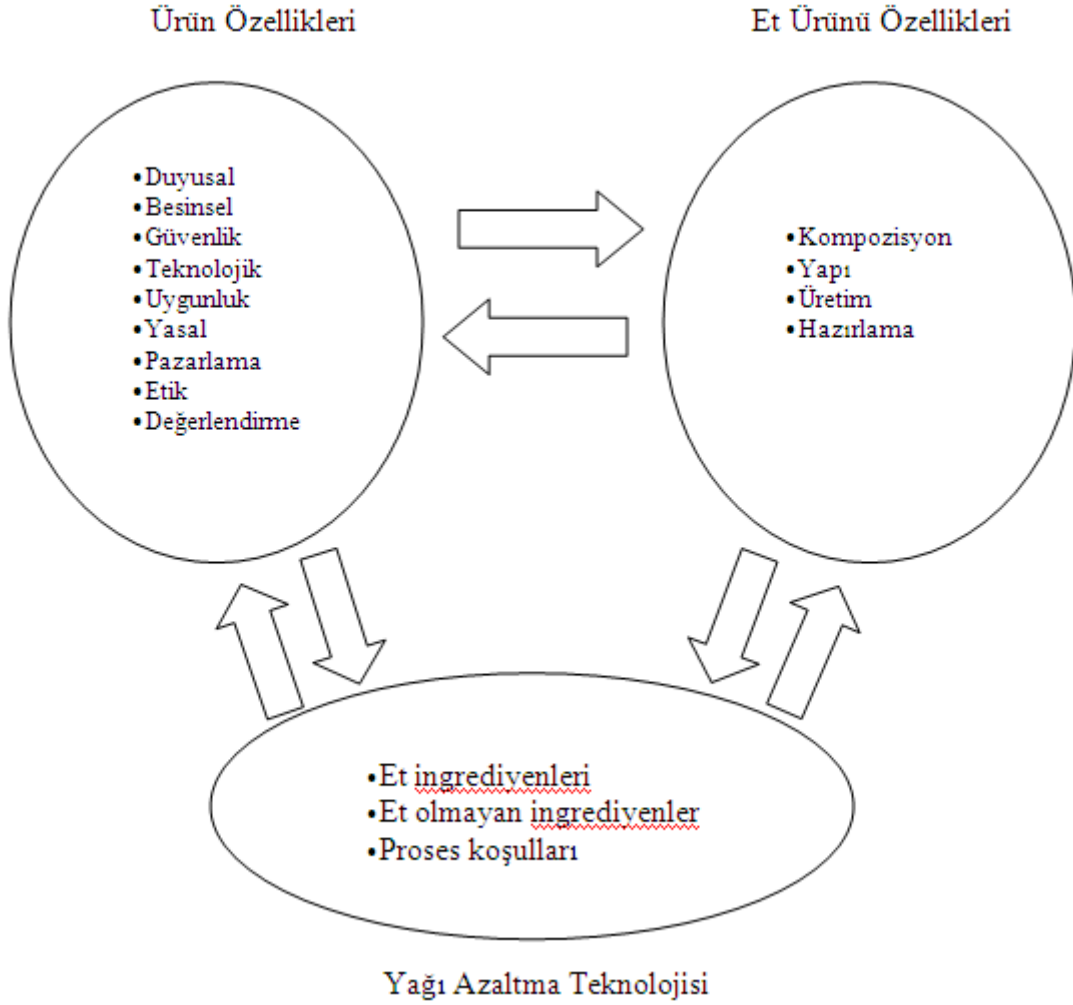 Ürün Özellikleri
Et Ürünü Özellikleri
•Duyusal
•Besinsel
•Güvenlik
•Teknolojik
•Uygunluk
•Yasal
•Pazarlama
•Etik
•Değerlendirme
•Kompozisyon
•Yapı
•Üretim
•Hazırlama
•Et ingrediyenleri
•Et olmayan ingrediyenler
•Proses koşulları
Yağı Azaltma Teknolojisi